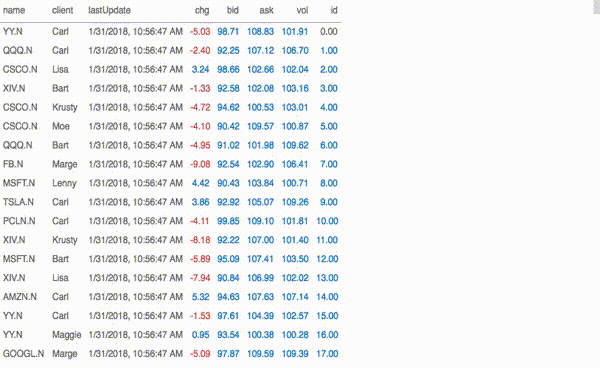 name client lastUpdate chg bid ask vol id
YY.N Carl 1/31/2018, 10:56:47 AM -5.03 98.71 108.83 101.91 0.00
QQQ.N Carl 1/31/2018, 10:56:47 AM -2.40 92.25 107.12 106.70 1.00
CSCO.N Lisa 1/31/2018, 10:56:47 AM 3.24 98.66 102.66 102.04 2.00
XIV.N Bart 1/31/2018, 10:56:47 AM -1.33 92.58 102.08 103.16 3.00
CSCO.N Krusty 1/31/2018, 10:56:47 AM -4.72 94.62 100.53 103.01 4.00
CSCO.N Moe 1/31/2018, 10:56:47 AM -4.10 90.42 109.57 100.87 5.00
QQQ.N Bart 1/31/2018, 10:56:47 AM -4.95 91.02 101.98 109.62 6.00
FB.N Marge 1/31/2018, 10:56:47 AM -9.08 92.54 102.90 106.41 7.00
MSFT.N Lenny 1/31/2018, 10:56:47 AM 4.42 90.43 103.84 100.71 8.00
TSLA.N Carl 1/31/2018, 10:56:47 AM 3.86 92.92 105.07 109.26 9.00
PCLN.N Carl 1/31/2018, 10:56:47 AM -4.11 99.85 109.10 101.81 10.00
XIV.N Krusty 1/31/2018, 10:56:47 AM -8.18 92.22 107.00 101.40 11.00
MSFT.N Bart 1/31/2018, 10:56:47 AM -5.89 95.09 107.41 103.50 12.00
XIV.N Lisa 1/31/2018, 10:56:47 AM -7.94 90.84 106.99 102.02 13.00
AMZN.N Carl 1/31/2018, 10:56:47 AM 5.32 94.63 107.63 107.14 14.00
YY.N Carl 1/31/2018, 10:56:47 AM -1.53 97.61 104.39 102.57 15.00
YY.N Maggie 1/31/2018, 10:56:47 AM 0.95 93.54 100.38 100.28 16.00
GOOGL.N Marge 1/31/2018, 10:56:47 AM -5.09 97.87 109.59 109.39 17.00